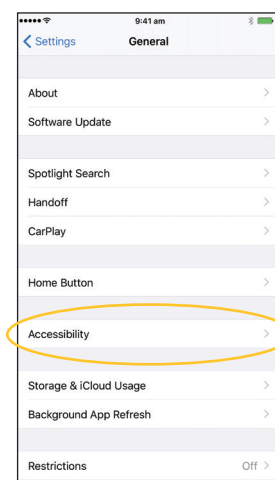 9:41 am
Settings General
About
Software Update
Spotlight Search
Handoff
CarPlay
Home Button
Accessibility
Storage & iCloud Usage
Background App Refresh
Restrictions Off